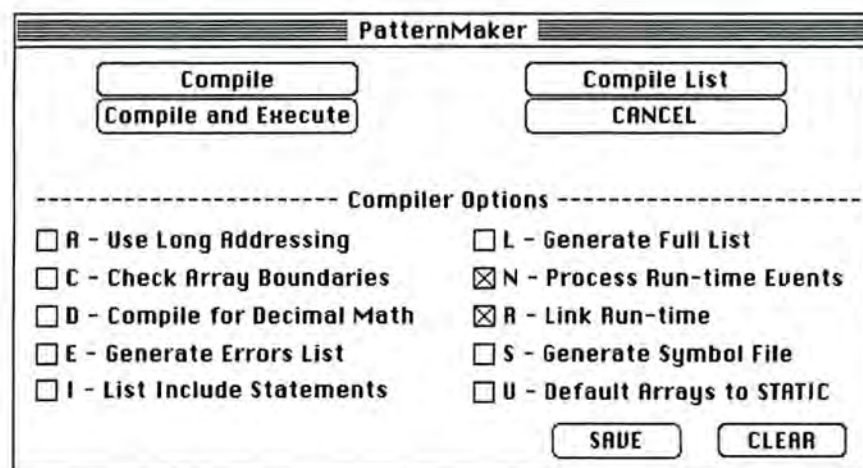 PatternMaker
Compile
Compile List
Compile and Execute
CANCEL
Compiler Options
A - Use Long Addressing
L - Generate Full List
C - Check Array Boundaries
N - Process Run-time Events
D - Compile for Decimal Math
R - Link Run-time
E - Generate Errors List
S - Generate Symbol File
I - List Include Statements
U - Default Arrays to STATIC
SAVE
CLEAR